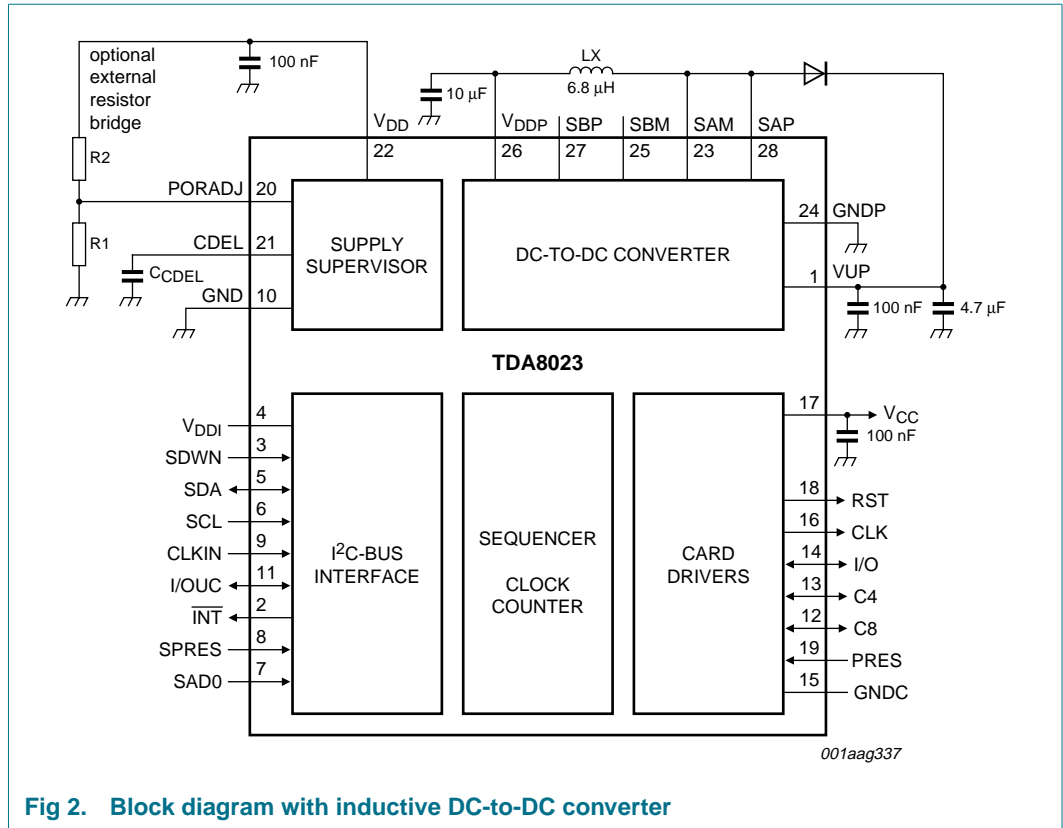 optional
external
resistor
bridge
100 nF
10 μF
LX
6.8 μH
VDD
VDDP
SBP
SBM
SAM
SAP
22
26
27
25
23
28
R2
PORADJ 20
R1
CDEL 21
CCDEL
GND 10
SUPPLY
SUPERVISOR
DC-TO-DC CONVERTER
24 GNDP
1 VUP
100 nF
4.7 μF
TDA8023
VDDI 4
SDWN 3
SDA 5
SCL 6
CLKIN 9
I/OUC 11
INT 2
SPRES 8
SAD0 7
I2C-BUS
INTERFACE
SEQUENCER
CLOCK
COUNTER
CARD
DRIVERS
17 VCC
100 nF
18 RST
16 CLK
14 I/O
13 C4
12 C8
19 PRES
15 GNDC
001aag337
Fig 2. Block diagram with inductive DC-to-DC converter